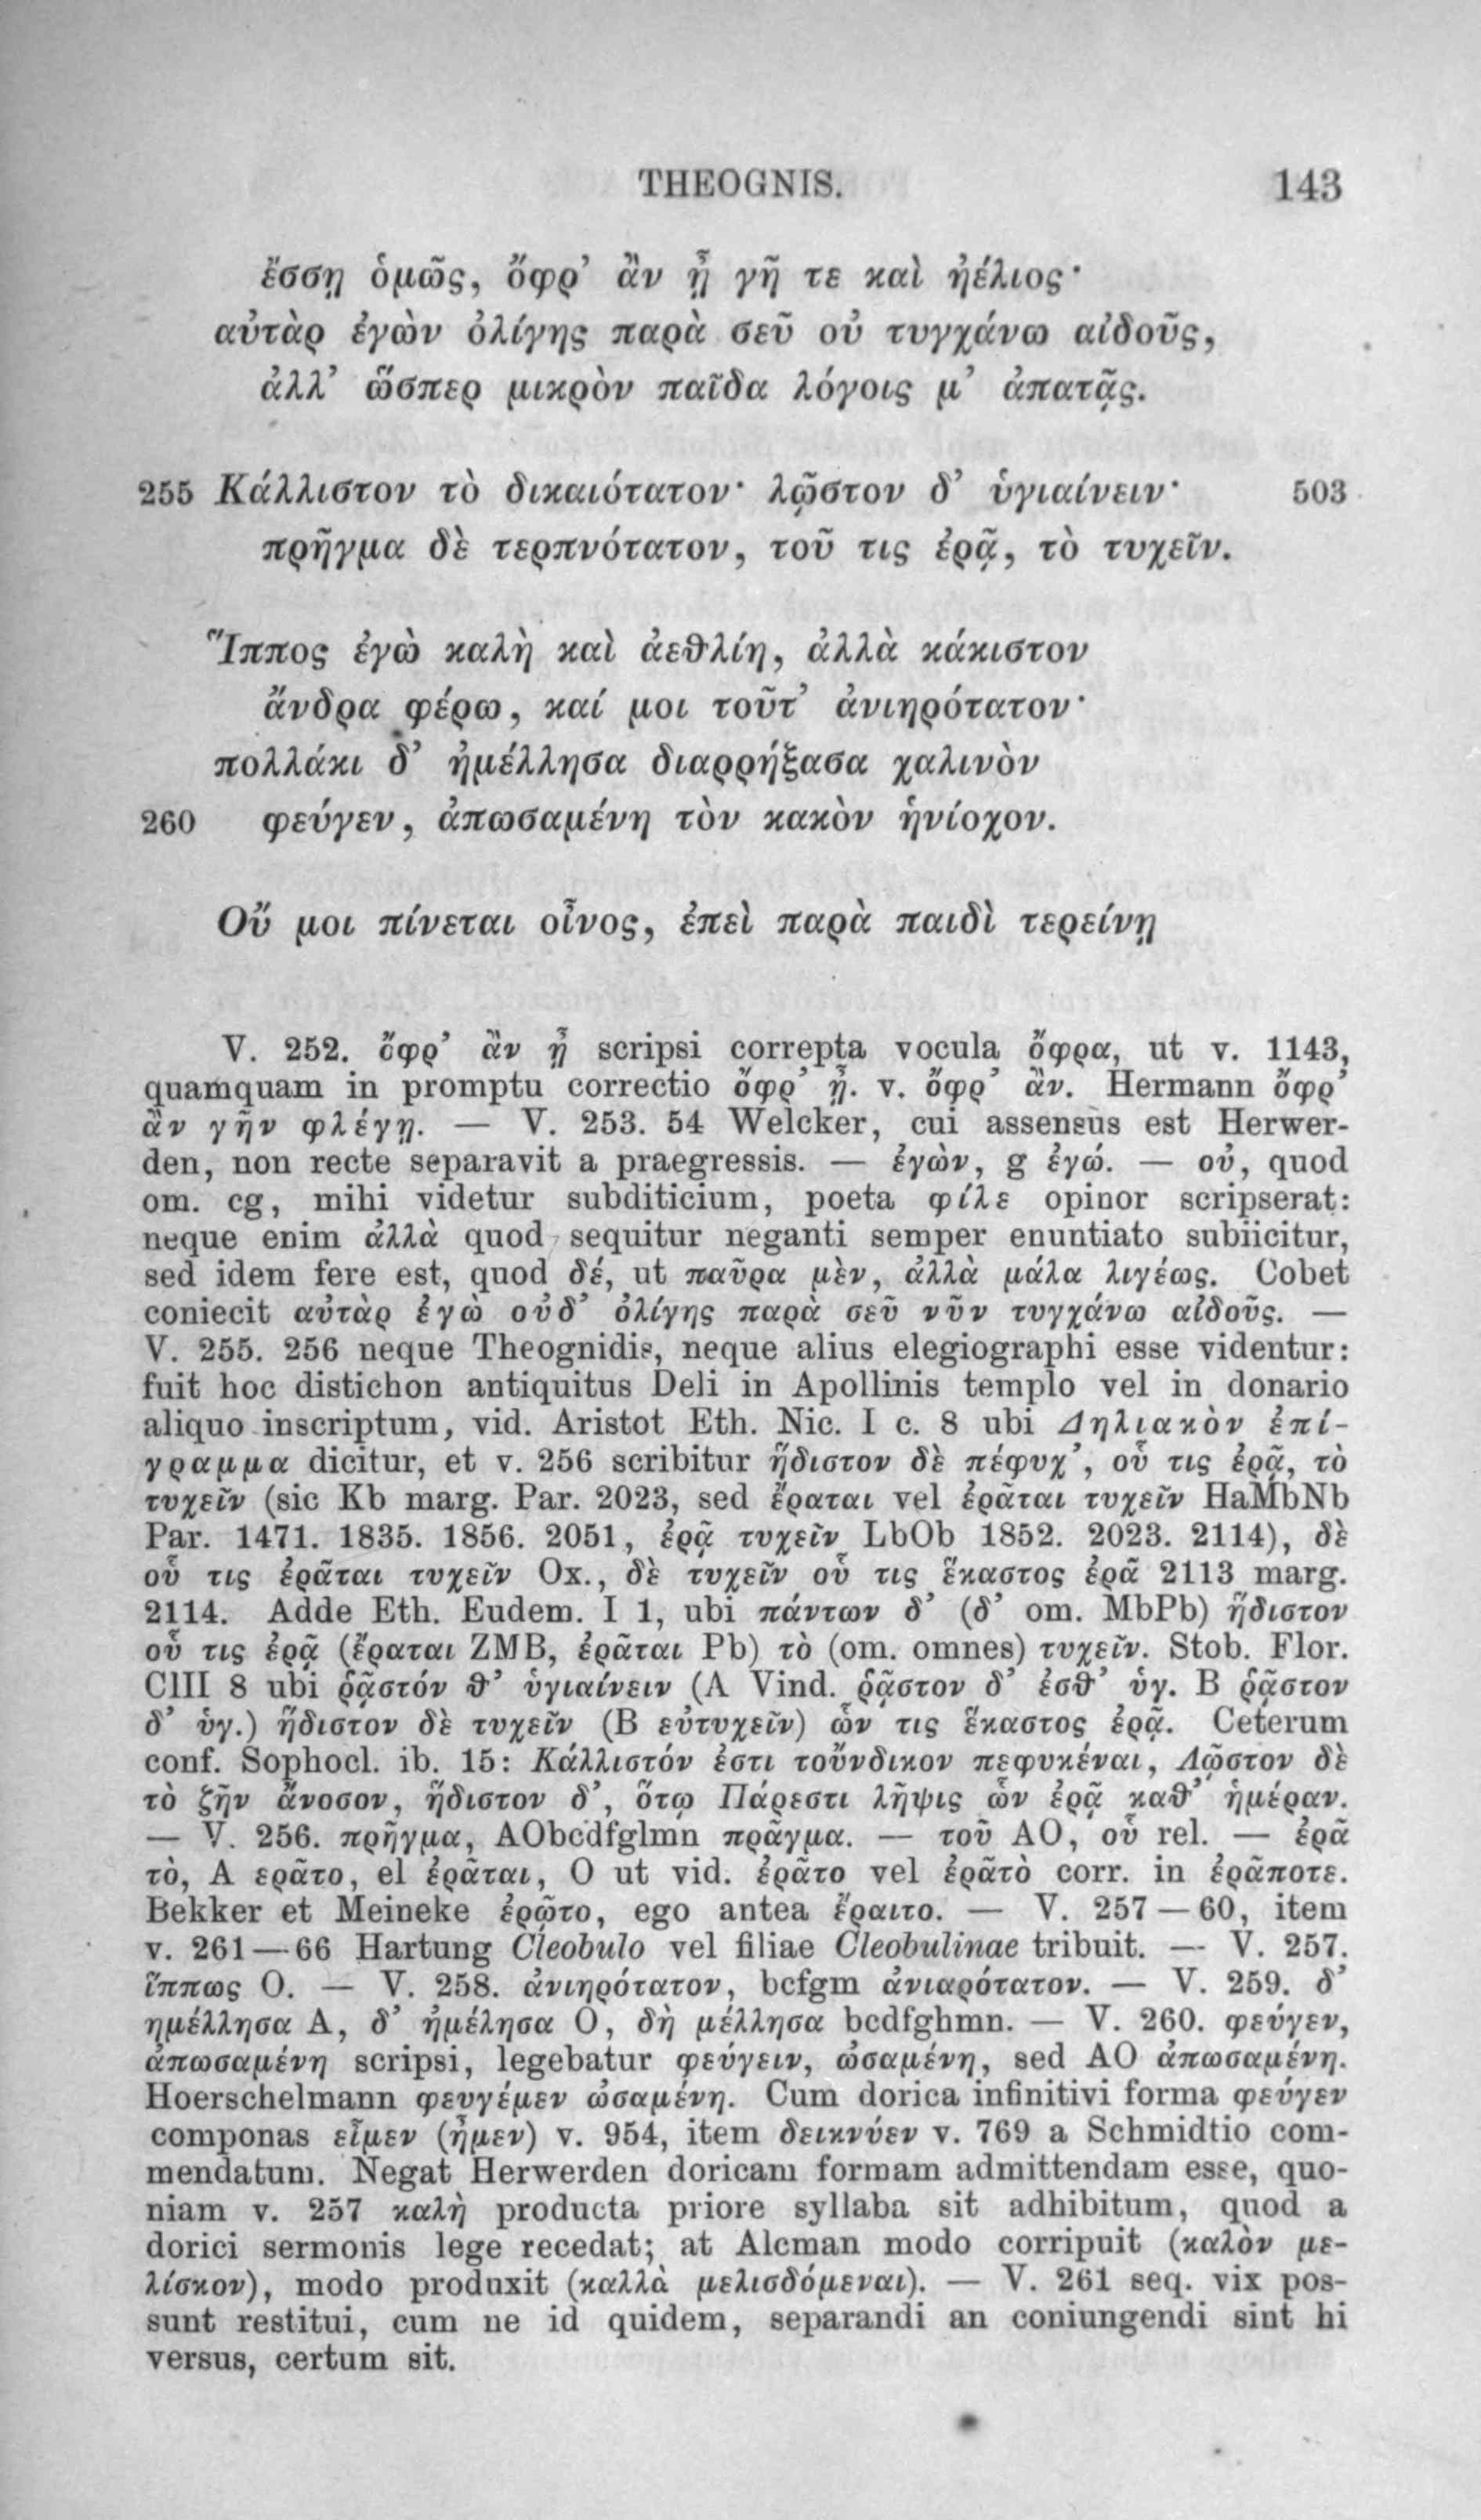 THEOGNIS. 143
ἔσσῃ ὁμῶς, ὄφρ’ ἂν ᾖ γῆ τε καὶ ἠέλιος·
αὐτὰρ ἐγὼν ὀλίγης παρὰ σεῦ οὐ τυγχάνω αἰδοῦς,
ἀλλ’ ὥσπερ μικρὸν παῖδα λόγοις μ’ ἀπατᾷς.
255 Κάλλιστον τὸ δικαιότατον· λῷστον δ’ ὑγιαίνειν· 503
πρῆγμα δὲ τερπνότατον, τοῦ τις ἐρᾷ, τὸ τυχεῖν.
Ἵππος ἐγὼ καλὴ καὶ ἀεθλίη, ἀλλὰ κάκιστον
ἄνδρα φέρω, καί μοι τοῦτ’ ἀνιηρότατον·
πολλάκι δ’ ἠμέλλησα διαρρήξασα χαλινὸν
260 φεύγεν, ἀπωσαμένη τὸν κακὸν ἡνίοχον.
Οὔ μοι πίνεται οἶνος, ἐπεὶ παρὰ παιδὶ τερείνῃ
V. 252. ὄφρ’ ἂν ᾖ scripsi correpta vocula ὄφρα, ut v. 1143,
quamquam in promptu correctio ὄφρ’ ᾖ. v. ὄφρ’ ἄν. Hermann ὄφρ’
ἂν γῆν φλέγῃ. — V. 253. 54 Welcker, cui assensus est Herwer-
den, non recte separavit a praegressis. — ἐγὼν, g ἐγώ. — οὐ, quod
om. cg, mihi videtur subditicium, poeta φίλε opinor scripserat:
neque enim ἀλλὰ quod sequitur neganti semper enuntiato subiicitur,
sed idem fere est, quod δέ, ut παῦρα μὲν, ἀλλὰ μάλα λιγέως. Cobet
coniecit αὐτὰρ ἐγὼ οὐδ’ ὀλίγης παρὰ σεῦ νῦν τυγχάνω αἰδοῦς. —
V. 255. 256 neque Theognidis, neque alius elegiographi esse videntur:
fuit hoc distichon antiquitus Deli in Apollinis templo vel in donario
aliquo inscriptum, vid. Aristot Eth. Nic. I c. 8 ubi Δηλιακὸν ἐπί-
γραμμα dicitur, et v. 256 scribitur ἥδιστον δὲ πέφυχ’, οὗ τις ἐρᾷ, τὸ
τυχεῖν (sic Kb marg. Par. 2023, sed ἔραται vel ἐρᾶται τυχεῖν HaMbNb
Par. 1471. 1835. 1856. 2051, ἐρᾷ τυχεῖν LbOb 1852. 2023. 2114), δὲ
οὗ τις ἐρᾶται τυχεῖν Ox., δὲ τυχεῖν οὗ τις ἕκαστος ἐρᾶ 2113 marg.
2114. Adde Eth. Eudem. I 1, ubi πάντων δ’ (δ’ om. MbPb) ἥδιστον
οὗ τις ἐρᾷ (ἔραται ZMB, ἐρᾶται Pb) τὸ (om. omnes) τυχεῖν. Stob. Flor.
CIII 8 ubi ῥᾷστόν θ’ ὑγιαίνειν (A Vind. ῥᾷστον δ’ ἐσθ’ ὑγ. B ῥᾷστον
δ’ ὑγ.) ἥδιστον δὲ τυχεῖν (B εὐτυχεῖν) ὧν τις ἕκαστος ἐρᾷ. Ceterum
conf. Sophocl. ib. 15: Κάλλιστόν ἐστι τοὔνδικον πεφυκέναι, Λῷστον δὲ
τὸ ζῆν ἄνοσον, ἥδιστον δ’, ὅτῳ Πάρεστι λῆψις ὧν ἐρᾷ καθ’ ἡμέραν.
— V. 256. πρῆγμα, AObcdfglmn πρᾶγμα. — τοῦ AO, οὗ rel. — ἐρᾶ
τὸ, A ερᾶτο, el ἐρᾶται, O ut vid. ἐρᾶτο vel ἐρᾶτὸ corr. in ἐρᾶποτε.
Bekker et Meineke ἐρῷτο, ego antea ἔραιτο. — V. 257—60, item
v. 261—66 Hartung Cleobulo vel filiae Cleobulinae tribuit. — V. 257.
ἵππως O. — V. 258. ἀνιηρότατον, bcfgm ἀνιαρότατον. — V. 259. δ’
ημέλλησα A, δ’ ἠμέλησα O, δὴ μέλλησα bcdfghmn. — V. 260. φεύγεν,
ἀπωσαμένη scripsi, legebatur φεύγειν, ὠσαμένη, sed AO ἀπωσαμένη.
Hoerschelmann φευγέμεν ὠσαμένη. Cum dorica infinitivi forma φεύγεν
componas εἶμεν (ἦμεν) v. 954, item δεικνύεν v. 769 a Schmidtio com-
mendatum. Negat Herwerden doricam formam admittendam esse, quo-
niam v. 257 καλὴ producta priore syllaba sit adhibitum, quod a
dorici sermonis lege recedat; at Alcman modo corripuit (καλὸν με-
λίσκον), modo produxit (καλλὰ μελισδόμεναι). — V. 261 seq. vix pos-
sunt restitui, cum ne id quidem, separandi an coniungendi sint hi
versus, certum sit.